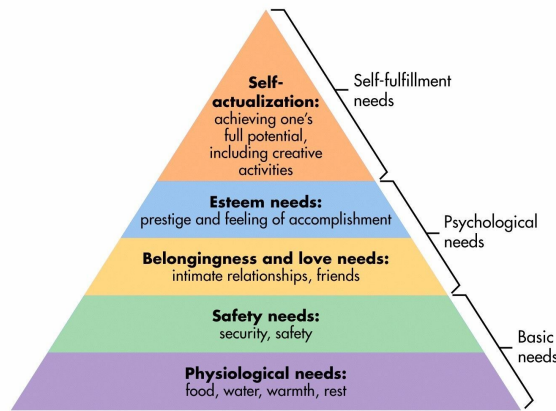 Self-
actualization:
achieving one's
full potential,
including creative
activities
Self-fulfillment
needs
Esteem needs:
prestige and feeling of accomplishment
Psychological
needs
Belongingness and love needs:
intimate relationships, friends
Safety needs:
security, safety
Basic
needs
Physiological needs:
food, water, warmth, rest